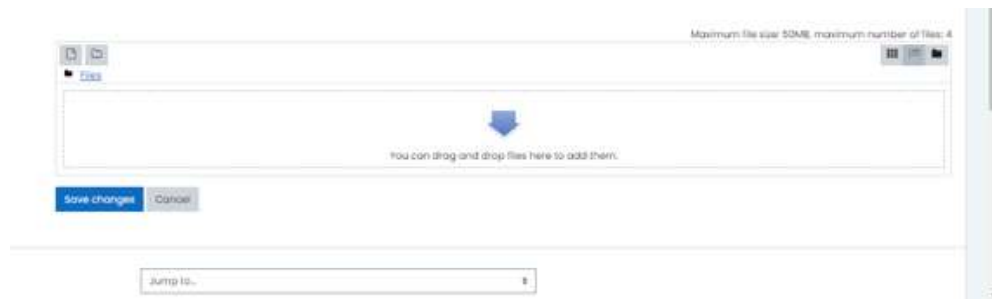 Maximum file size: 50MB, maximum number of files: 4
Files
You can drag and drop files here to add them.
Save changes Cancel
Jump to...